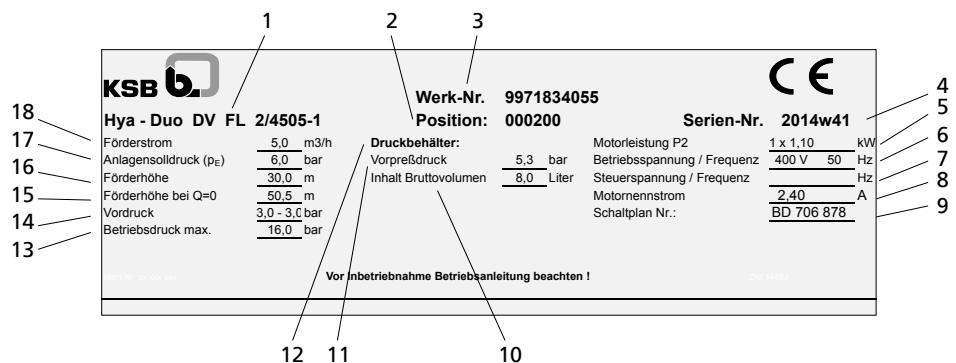 1 2 3
KSB b.
CE
Werk-Nr. 9971834055
4
5
6
7
8
9
Hya - Duo DV FL 2/4505-1 Position: 000200 Serien-Nr. 2014w41
18
17
16
15
14
13
Förderstrom 5,0 m3/h Druckbehälter: Motorleistung P2 1 x 1,10 kW
Anlagensolldruck (pE) 6,0 bar Vorpreßdruck 5,3 bar Betriebsspannung / Frequenz 400 V 50 Hz
Förderhöhe 30,0 m Inhalt Bruttovolumen 8,0 Liter Steuerspannung / Frequenz Hz
Förderhöhe bei Q=0 50,5 m Motornennstrom 2,40 A
Vordruck 3,0 - 3,0 bar Schaltplan Nr.: BD 706 878
Betriebsdruck max. 16,0 bar
Vor Inbetriebnahme Betriebsanleitung beachten !
12 11 10